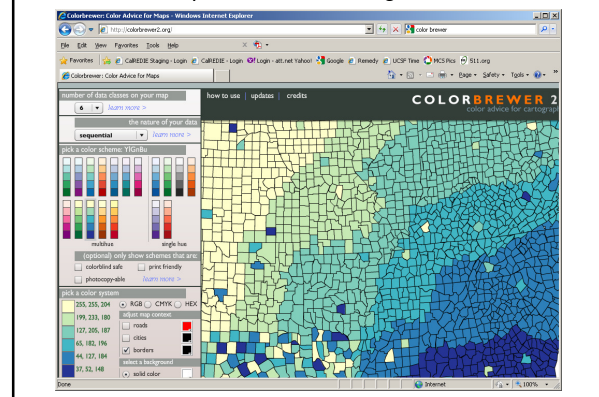 Colorbrewer: Color Advice for Maps - Windows Internet Explorer
http://colorbrewer2.org/
color brewer
File Edit View Favorites Tools Help
Favorites CalREDIE Staging - Login CalREDIE - Login Login - att.net Yahoo! Google Remedy UCSF Time MCS Pics 511.org
Colorbrewer: Color Advice for Maps
Page Safety Tools
number of data classes on your map
6 learn more >
the nature of your data
sequential learn more >
pick a color scheme: YlGnBu
multihue single hue
(optional) only show schemes that are:
colorblind safe print friendly
photocopy-able learn more >
pick a color system
255, 255, 204
199, 233, 180
127, 205, 187
65, 182, 196
44, 127, 184
37, 52, 148
RGB CMYK HEX
adjust map context
roads
cities
borders
select a background
solid color
how to use | updates | credits
COLORBREWER 2
color advice for cartograp
Done Internet 100%